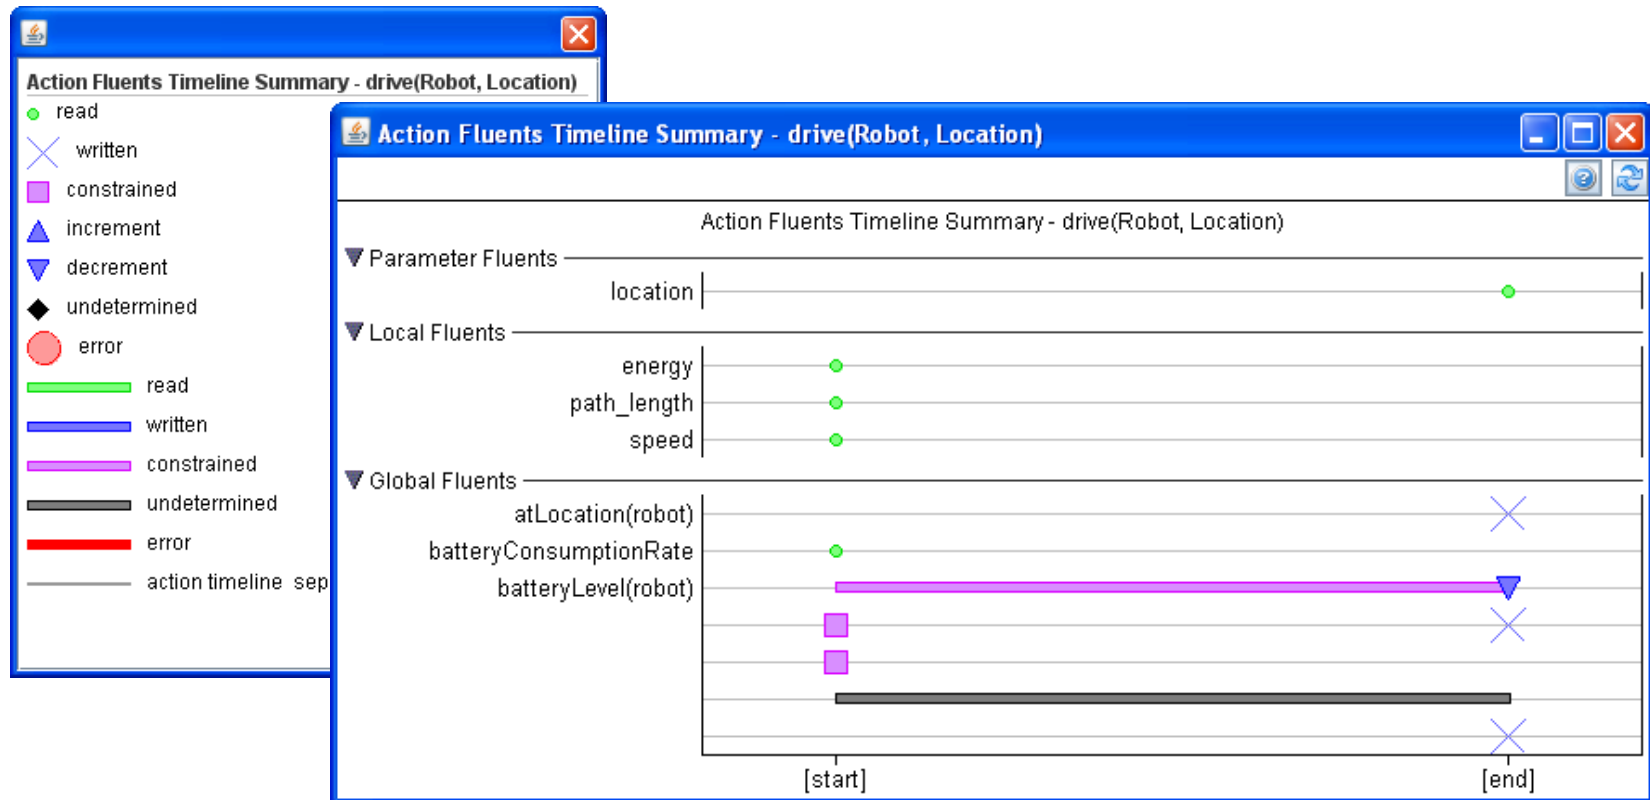 Action Fluents Timeline Summary - drive(Robot, Location)
read
written
constrained
increment
decrement
undetermined
error
read
written
constrained
undetermined
error
action timeline sep
Action Fluents Timeline Summary - drive(Robot, Location)
Action Fluents Timeline Summary - drive(Robot, Location)
Parameter Fluents
location
Local Fluents
energy
path_length
speed
Global Fluents
atLocation(robot)
batteryConsumptionRate
batteryLevel(robot)
[start] [end]